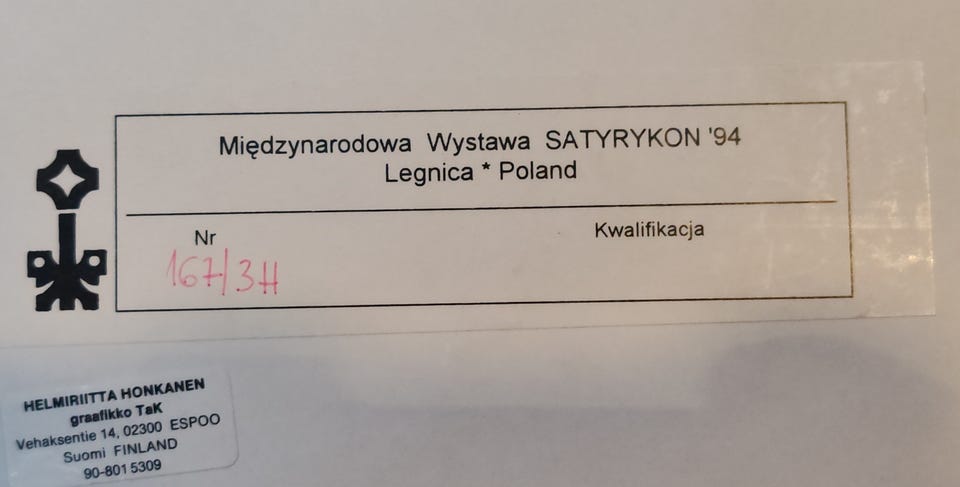 Międzynarodowa Wystawa SATYRYKON '94
Legnica * Poland
Nr
Kwalifikacja
167/3H
HELMIRIITTA HONKANEN
graafikko TaK
Vehaksentie 14, 02300 ESPOO
Suomi FINLAND
90-801 5309